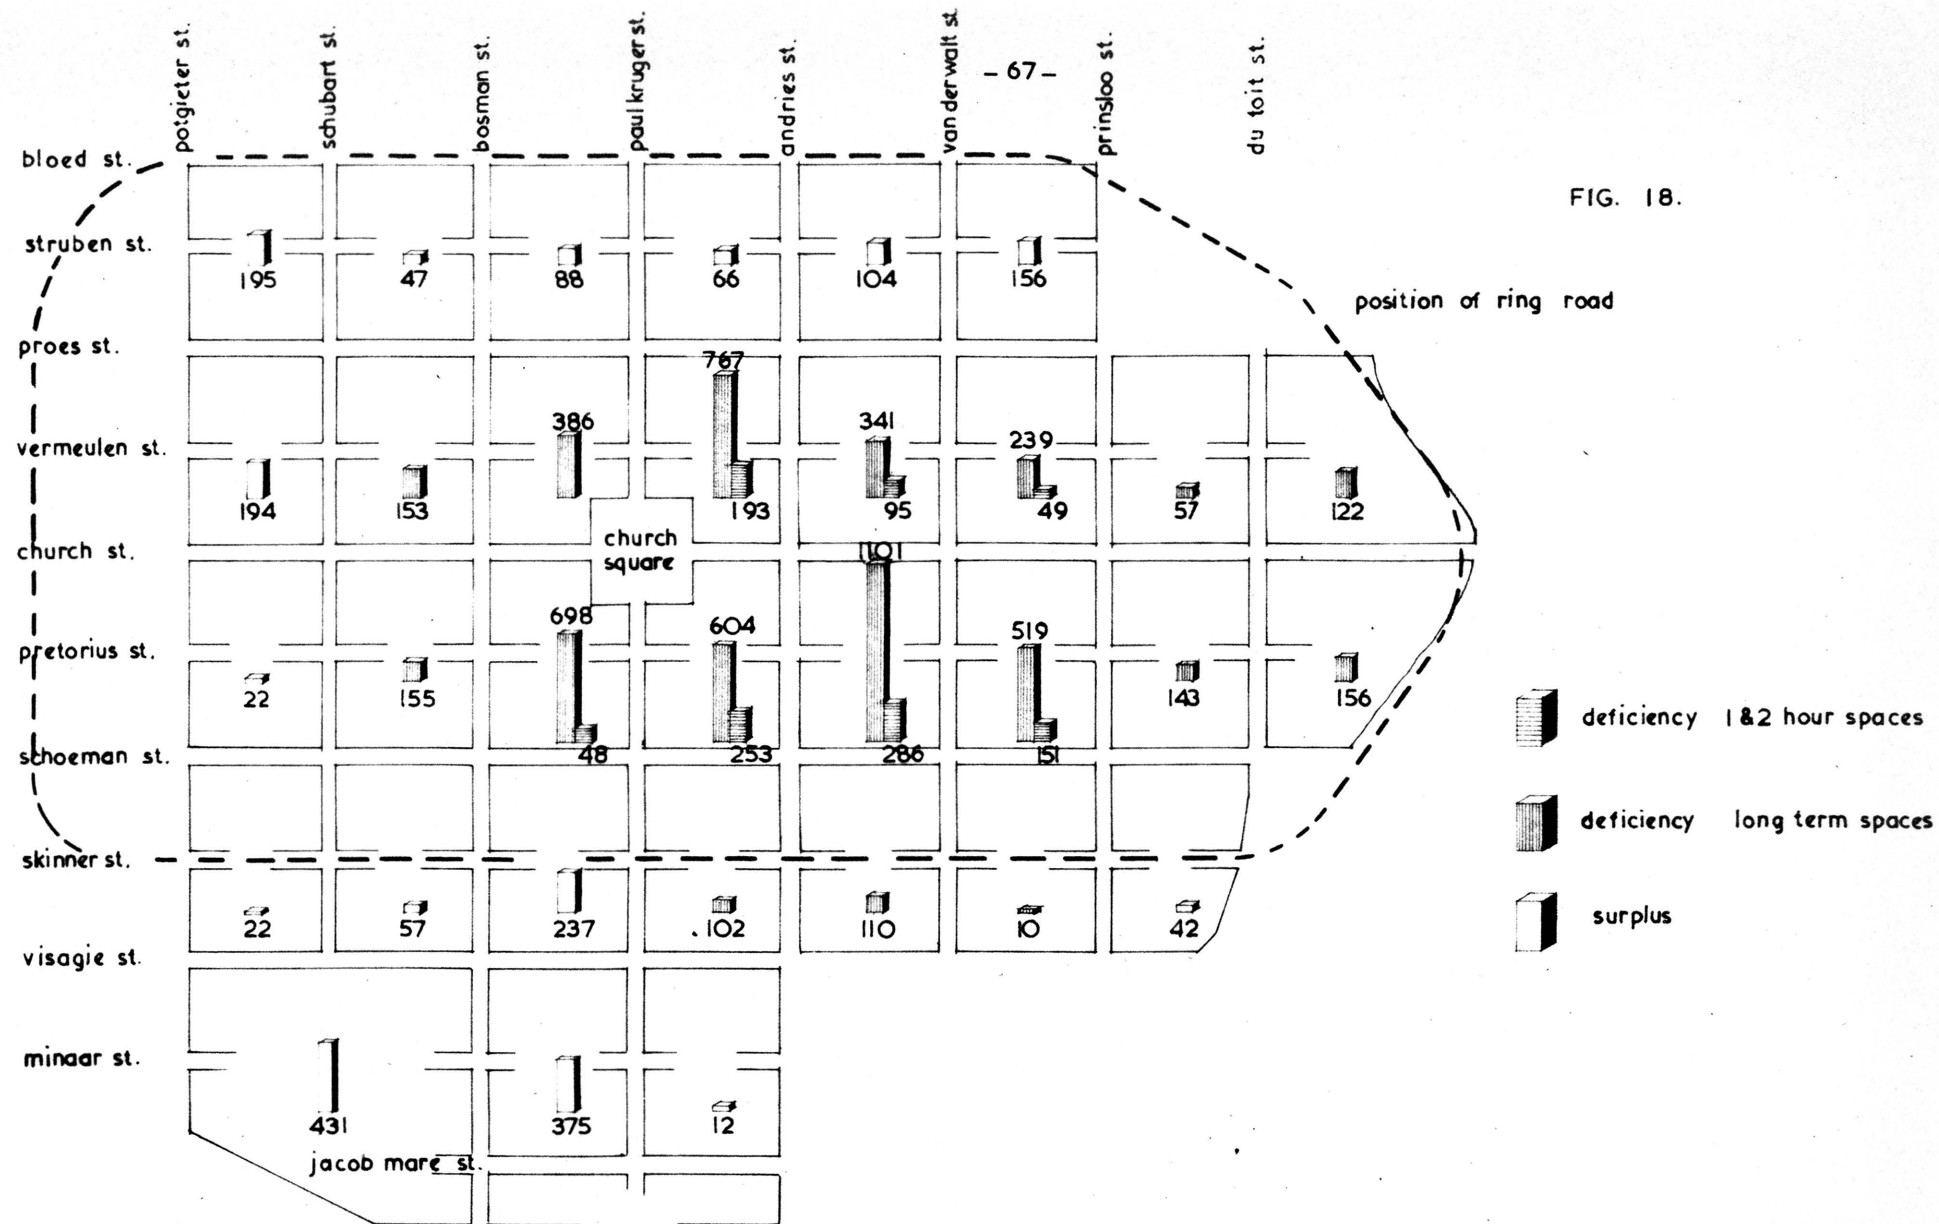 potgieter st.
schubart st.
bosman st.
paul kruger st.
andries st.
van der walt st.
prinsloo st.
du toit st.
-67-
FIG. 18.
bloed st.
struben st.
195 47 88 66 104 156
position of ring road
proes st.
767
386 341 239
vermeulen st.
194 153 193 95 49 57 122
church st.
church
square
1101
698 604 519
pretorius st.
22 155 143 156
48 253 286 151
schoeman st.
deficiency 1&2 hour spaces
deficiency long term spaces
surplus
skinner st.
22 57 237 .102 110 10 42
visagie st.
minaar st.
431 375 12
jacob mare st.